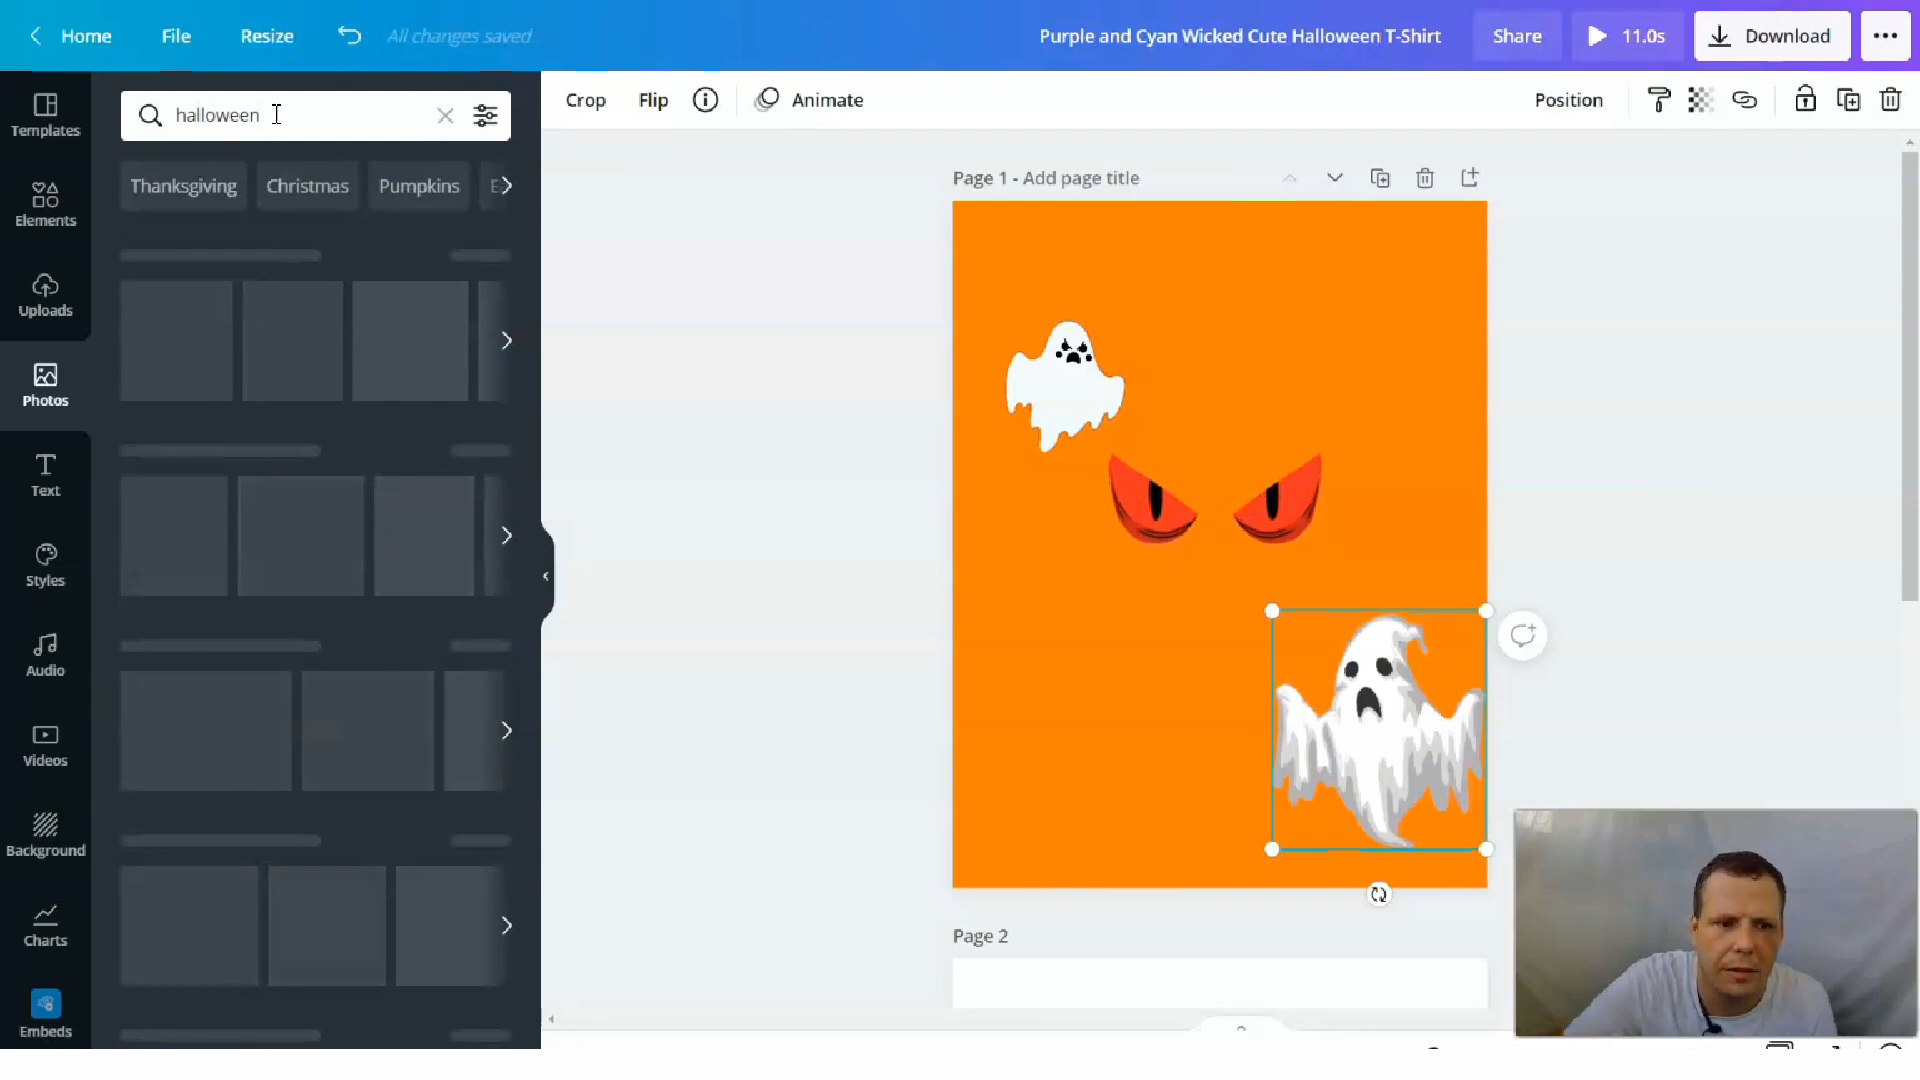 Home File Resize All changes saved Purple and Cyan Wicked Cute Halloween T-Shirt Share 11.0s Download
halloween
Crop Flip Animate Position
Templates
Thanksgiving Christmas Pumpkins
Page 1 - Add page title
Elements
Uploads
Photos
Text
Styles
Audio
Videos
Background
Charts
Page 2
Embeds